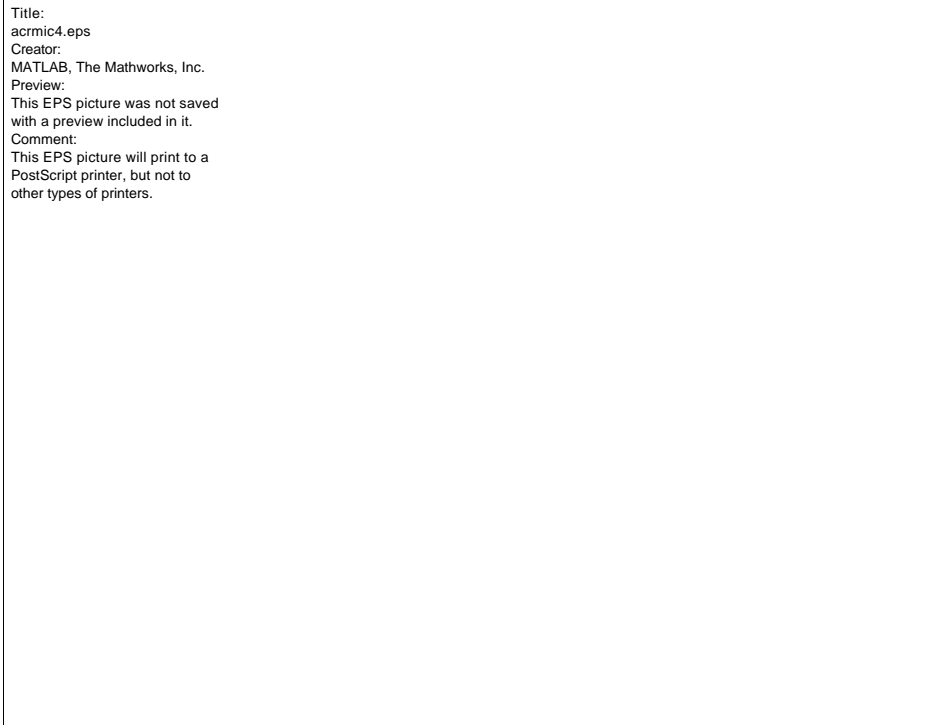 Title:
acrmic4.eps
Creator:
MATLAB, The Mathworks, Inc.
Preview:
This EPS picture was not saved
with a preview included in it.
Comment:
This EPS picture will print to a
PostScript printer, but not to
other types of printers.